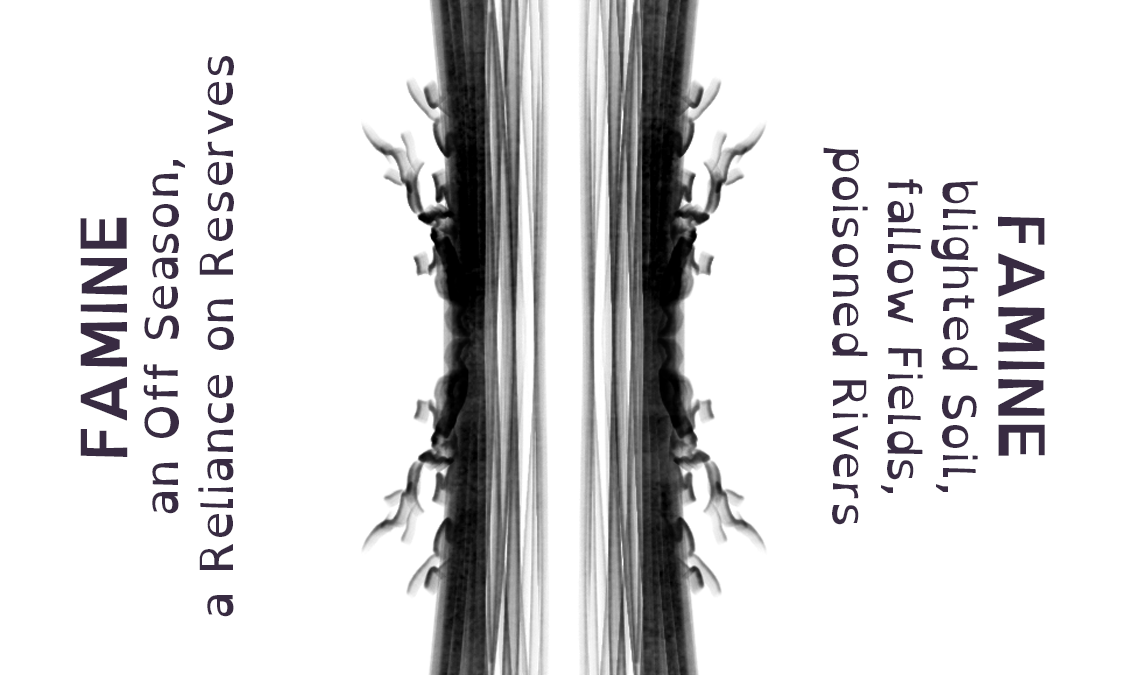 FAMINE
an Off Season,
a Reliance on Reserves
FAMINE
blighted Soil,
fallow Fields,
poisoned Rivers